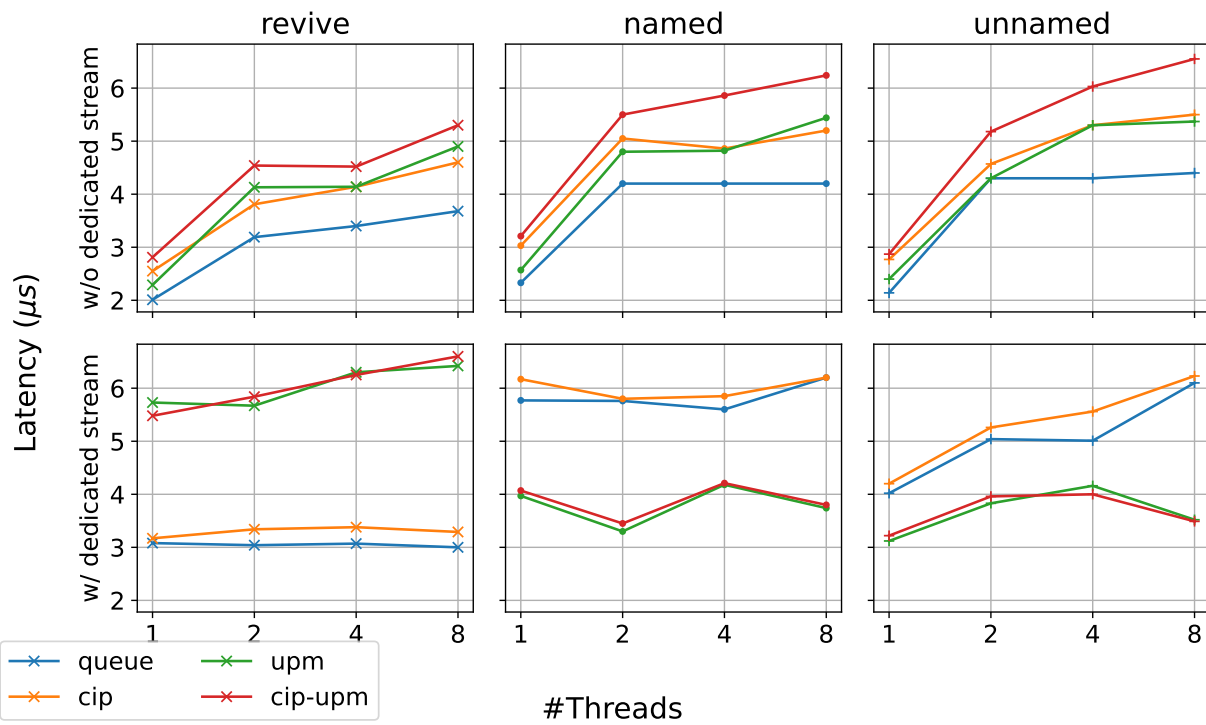 revive named unnamed
Latency (μs)
w/o dedicated stream
6
5
4
3
2
w/ dedicated stream
6
5
4
3
2
1 2 4 8 1 2 4 8 1 2 4 8
queue upm
cip cip-upm
#Threads